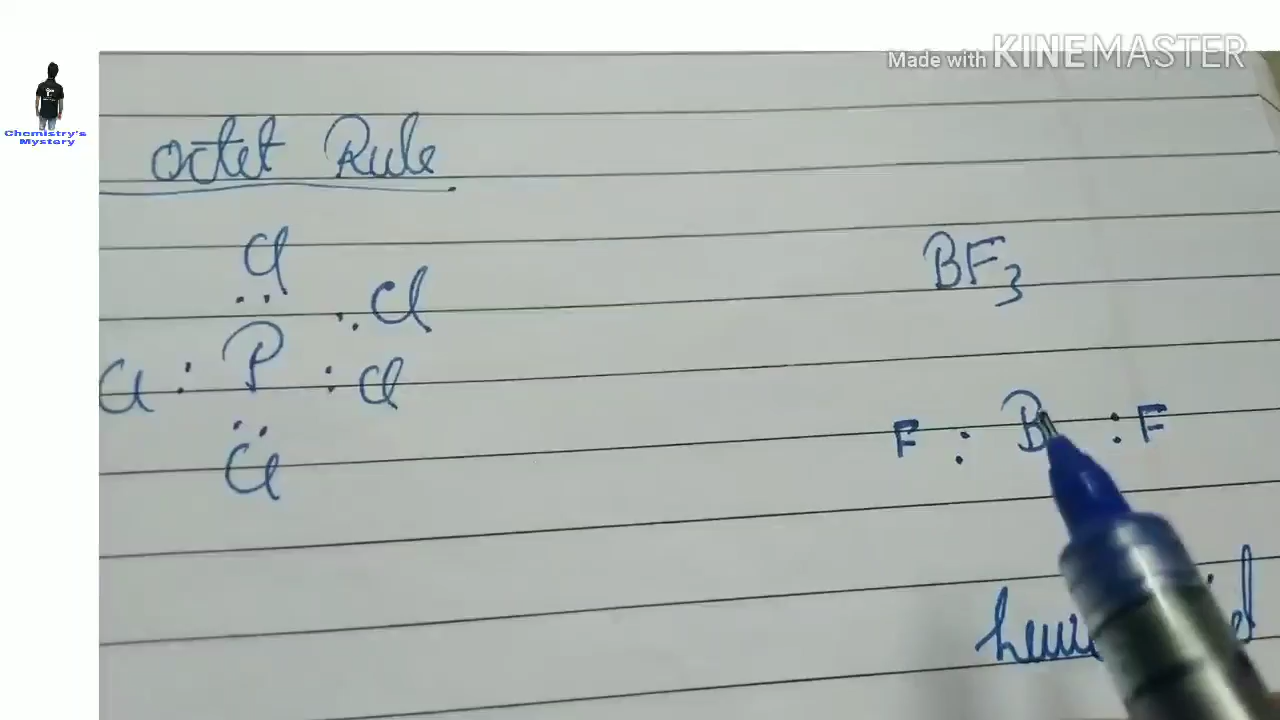 Made with KINEMASTER
Chemistry's
Mystery
Octet Rule
Cl
Cl
P
Cl : : Cl
Cl
BF3
F : B : F